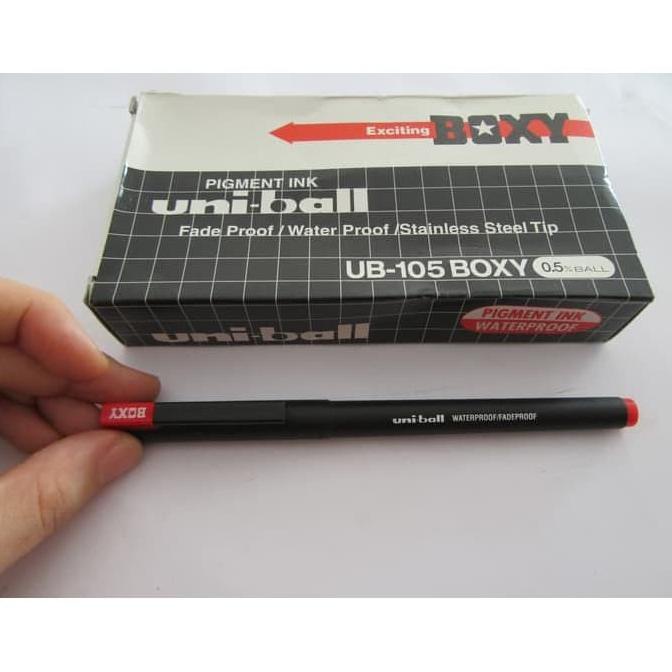 Exciting BOXY
PIGMENT INK
uni-ball
Fade Proof / Water Proof /Stainless Steel Tip
UB-105 BOXY 0.5㎜ BALL
uni-ball
PIGMENT INK
WATERPROOF
BOXY
uni-ball WATERPROOF/FADEPROOF